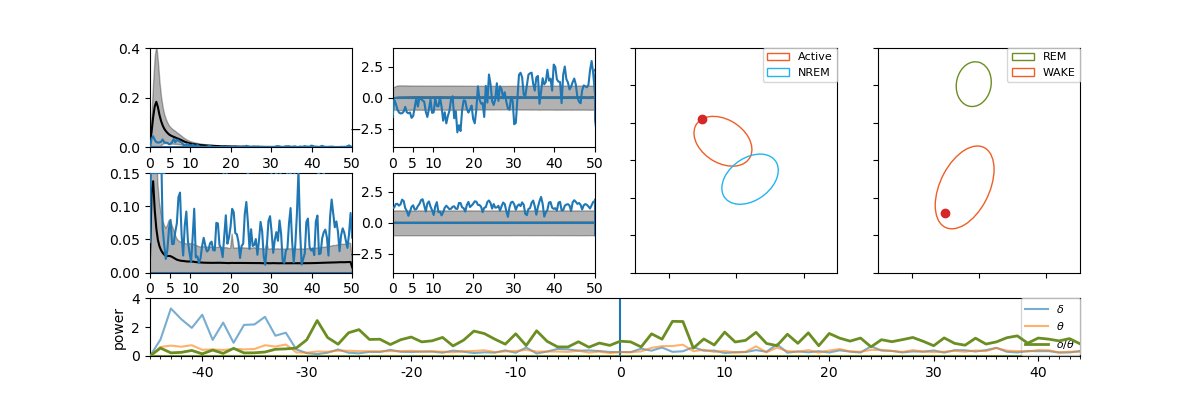 0.4
0.2
0.0
0 5 10 20 30 40 50
2.5
0.0
−2.5
0 5 10 20 30 40 50
Active
NREM
REM
WAKE
0.15
0.10
0.05
0.00
0 5 10 20 30 40 50
2.5
0.0
−2.5
0 5 10 20 30 40 50
power
4
2
0
-40 -30 -20 -10 0 10 20 30 40
δ
θ
δ/θ